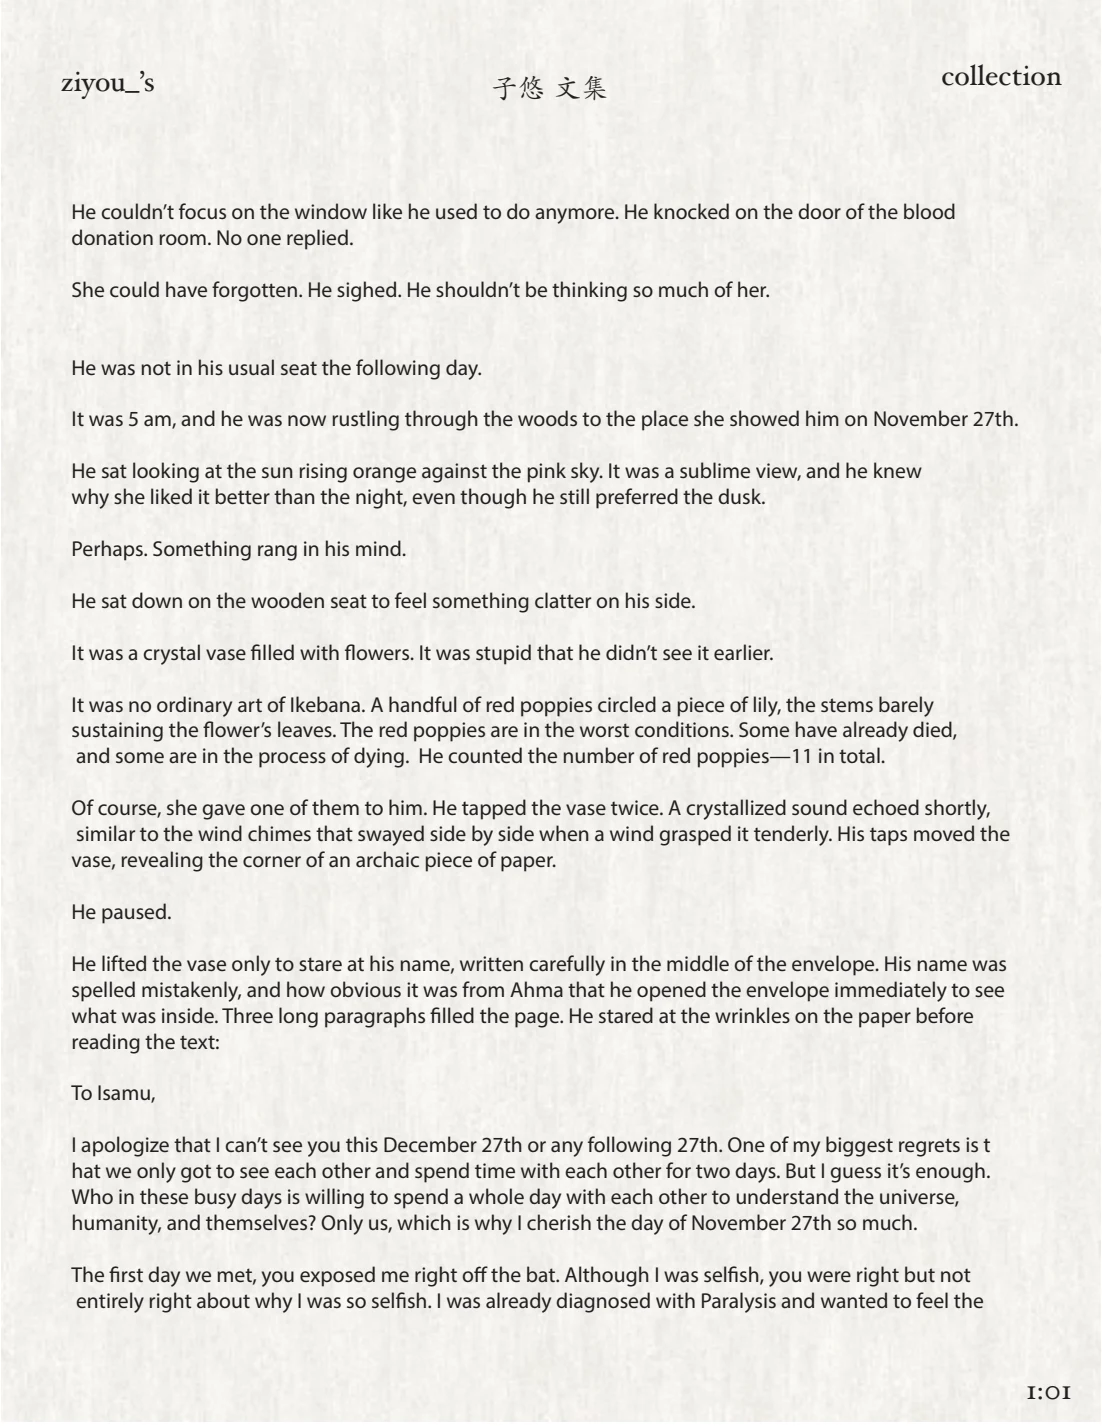 ziyou_’s
子悠 文集
collection
He couldn’t focus on the window like he used to do anymore. He knocked on the door of the blood
donation room. No one replied.
She could have forgotten. He sighed. He shouldn’t be thinking so much of her.
He was not in his usual seat the following day.
It was 5 am, and he was now rustling through the woods to the place she showed him on November 27th.
He sat looking at the sun rising orange against the pink sky. It was a sublime view, and he knew
why she liked it better than the night, even though he still preferred the dusk.
Perhaps. Something rang in his mind.
He sat down on the wooden seat to feel something clatter on his side.
It was a crystal vase filled with flowers. It was stupid that he didn’t see it earlier.
It was no ordinary art of Ikebana. A handful of red poppies circled a piece of lily, the stems barely
sustaining the flower’s leaves. The red poppies are in the worst conditions. Some have already died,
and some are in the process of dying.  He counted the number of red poppies—11 in total.
Of course, she gave one of them to him. He tapped the vase twice. A crystallized sound echoed shortly,
similar to the wind chimes that swayed side by side when a wind grasped it tenderly. His taps moved the
vase, revealing the corner of an archaic piece of paper.
He paused.
He lifted the vase only to stare at his name, written carefully in the middle of the envelope. His name was
spelled mistakenly, and how obvious it was from Ahma that he opened the envelope immediately to see
what was inside. Three long paragraphs filled the page. He stared at the wrinkles on the paper before
reading the text:
To Isamu,
I apologize that I can’t see you this December 27th or any following 27th. One of my biggest regrets is t
hat we only got to see each other and spend time with each other for two days. But I guess it’s enough.
Who in these busy days is willing to spend a whole day with each other to understand the universe,
humanity, and themselves? Only us, which is why I cherish the day of November 27th so much.
The first day we met, you exposed me right off the bat. Although I was selfish, you were right but not
entirely right about why I was so selfish. I was already diagnosed with Paralysis and wanted to feel the
1:01